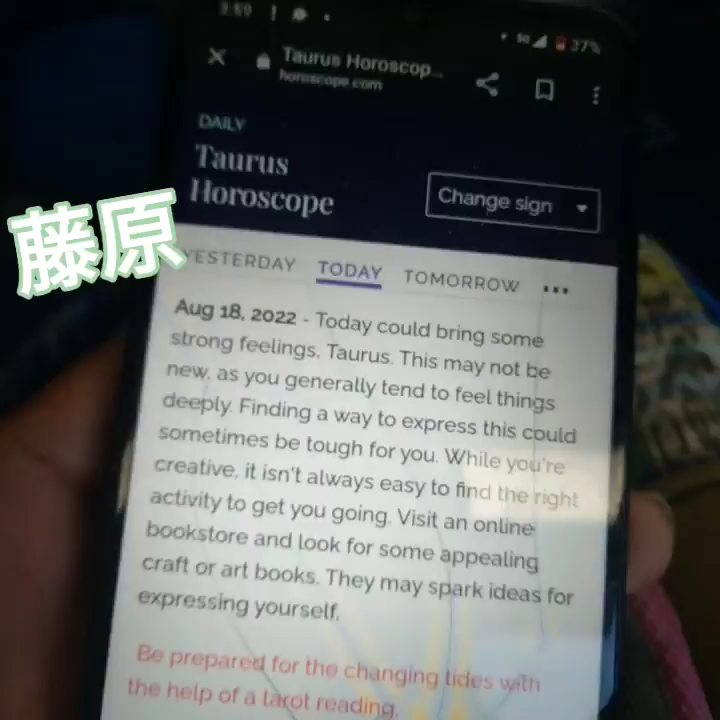 3:59
37%
Taurus Horoscop...
horoscope.com
DAILY
Taurus
Horoscope
Change sign
藤原
YESTERDAY TODAY TOMORROW
Aug 18, 2022 - Today could bring some
strong feelings, Taurus. This may not be
new, as you generally tend to feel things
deeply. Finding a way to express this could
sometimes be tough for you. While you're
creative, it isn't always easy to find the right
activity to get you going. Visit an online
bookstore and look for some appealing
craft or art books. They may spark ideas for
expressing yourself.
Be prepared for the changing tides with
the help of a tarot reading.